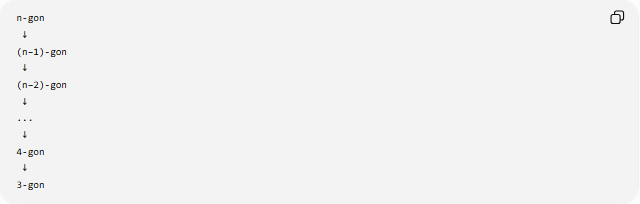 n-gon
↓
(n−1)-gon
↓
(n−2)-gon
↓
...
↓
4-gon
↓
3-gon